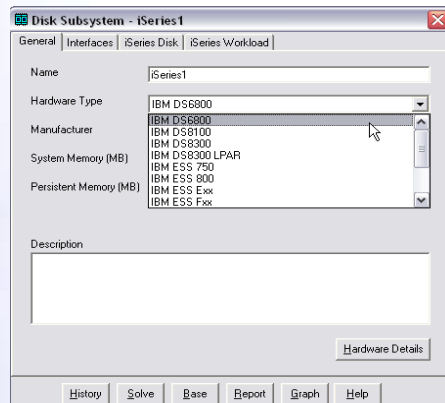 Disk Subsystem - iSeries1
General Interfaces iSeries Disk iSeries Workload
Name iSeries1
Hardware Type IBM DS6800
IBM DS6800
Manufacturer IBM DS8100
IBM DS8300
System Memory (MB) IBM DS8300 LPAR
IBM ESS 750
Persistent Memory (MB) IBM ESS 800
IBM ESS Exx
IBM ESS Fxx
Description
Hardware Details
History Solve Base Report Graph Help